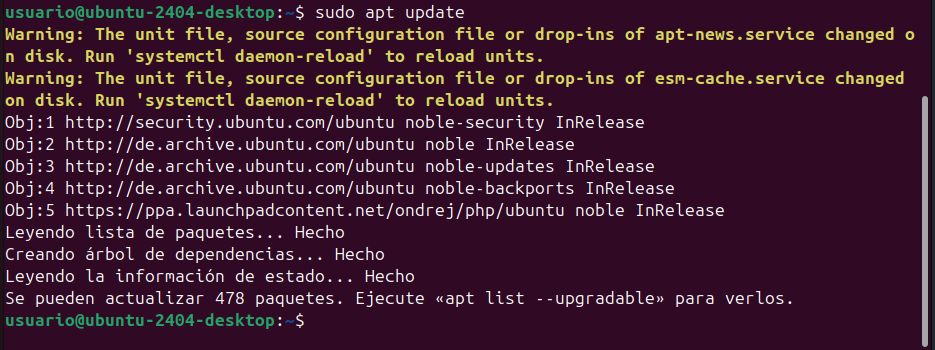 usuario@ubuntu-2404-desktop:~$ sudo apt update
Warning: The unit file, source configuration file or drop-ins of apt-news.service changed o
n disk. Run 'systemctl daemon-reload' to reload units.
Warning: The unit file, source configuration file or drop-ins of esm-cache.service changed
on disk. Run 'systemctl daemon-reload' to reload units.
Obj:1 http://security.ubuntu.com/ubuntu noble-security InRelease
Obj:2 http://de.archive.ubuntu.com/ubuntu noble InRelease
Obj:3 http://de.archive.ubuntu.com/ubuntu noble-updates InRelease
Obj:4 http://de.archive.ubuntu.com/ubuntu noble-backports InRelease
Obj:5 https://ppa.launchpadcontent.net/ondrej/php/ubuntu noble InRelease
Leyendo lista de paquetes... Hecho
Creando árbol de dependencias... Hecho
Leyendo la información de estado... Hecho
Se pueden actualizar 478 paquetes. Ejecute «apt list --upgradable» para verlos.
usuario@ubuntu-2404-desktop:~$